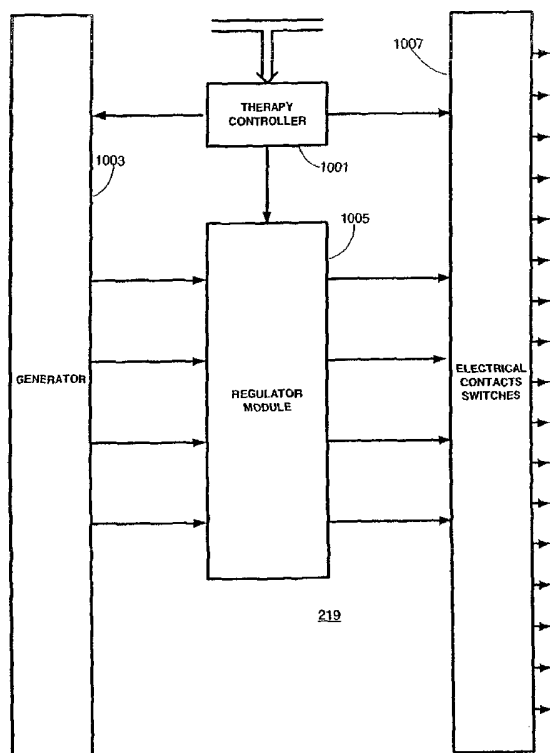 1007
THERAPY
CONTROLLER
1003
1001
1005
GENERATOR
REGULATOR
MODULE
ELECTRICAL
CONTACTS
SWITCHES
219